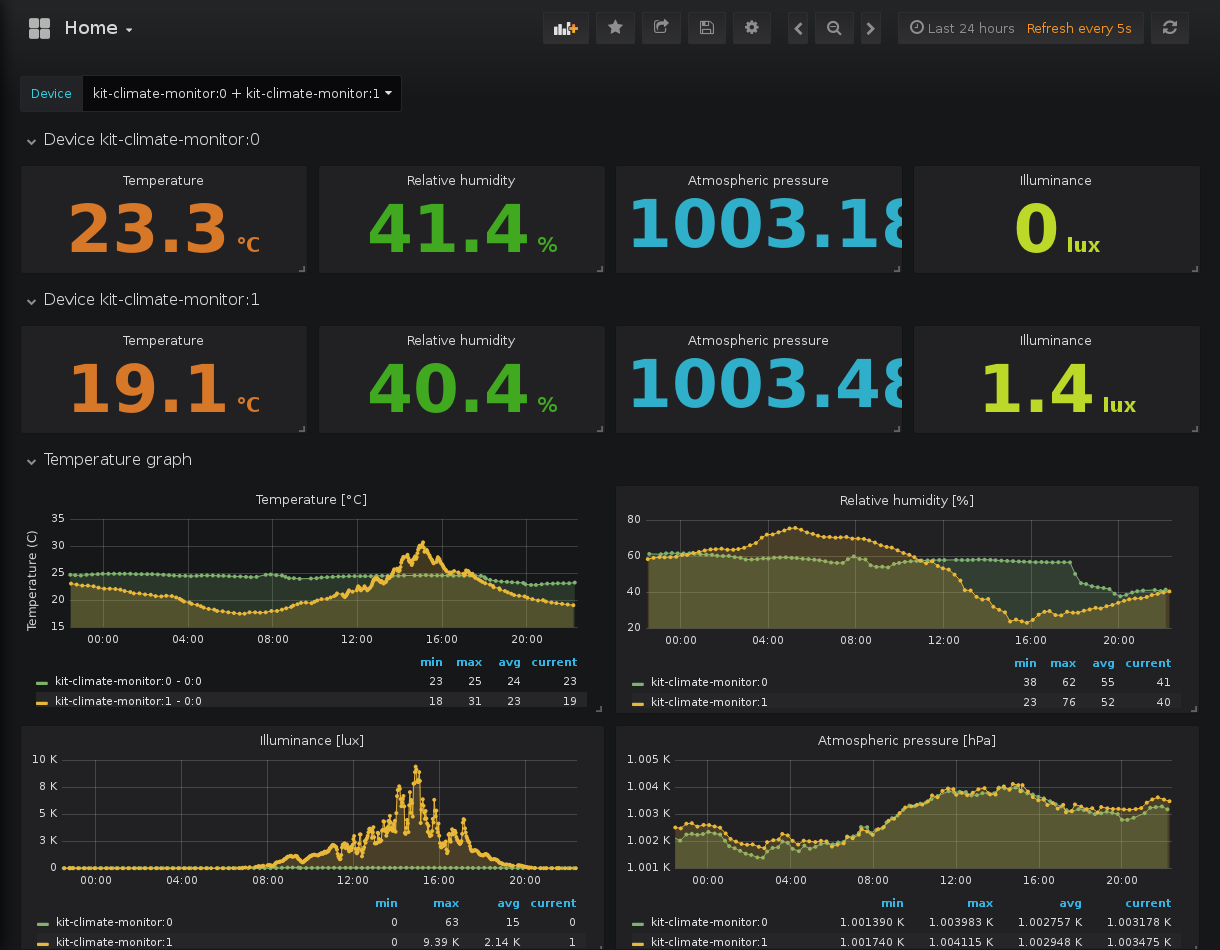 Home
Last 24 hours Refresh every 5s
Device kit-climate-monitor:0 + kit-climate-monitor:1
Device kit-climate-monitor:0
Temperature Relative humidity Atmospheric pressure Illuminance
23.3 °C 41.4 % 1003.18 0 lux
Device kit-climate-monitor:1
Temperature Relative humidity Atmospheric pressure Illuminance
19.1 °C 40.4 % 1003.48 1.4 lux
Temperature graph
Temperature [°C]
Temperature (C)
35
30
25
20
15
00:00 04:00 08:00 12:00 16:00 20:00
min max avg current
kit-climate-monitor:0 - 0:0 23 25 24 23
kit-climate-monitor:1 - 0:0 18 31 23 19
Relative humidity [%]
80
60
40
20
00:00 04:00 08:00 12:00 16:00 20:00
min max avg current
kit-climate-monitor:0 38 62 55 41
kit-climate-monitor:1 23 76 52 40
Illuminance [lux]
10 K
8 K
5 K
3 K
0
00:00 04:00 08:00 12:00 16:00 20:00
min max avg current
kit-climate-monitor:0 0 63 15 0
kit-climate-monitor:1 0 9.39 K 2.14 K 1
Atmospheric pressure [hPa]
1.005 K
1.004 K
1.003 K
1.002 K
1.001 K
00:00 04:00 08:00 12:00 16:00 20:00
min max avg current
kit-climate-monitor:0 1.001390 K 1.003983 K 1.002757 K 1.003178 K
kit-climate-monitor:1 1.001740 K 1.004115 K 1.002948 K 1.003475 K